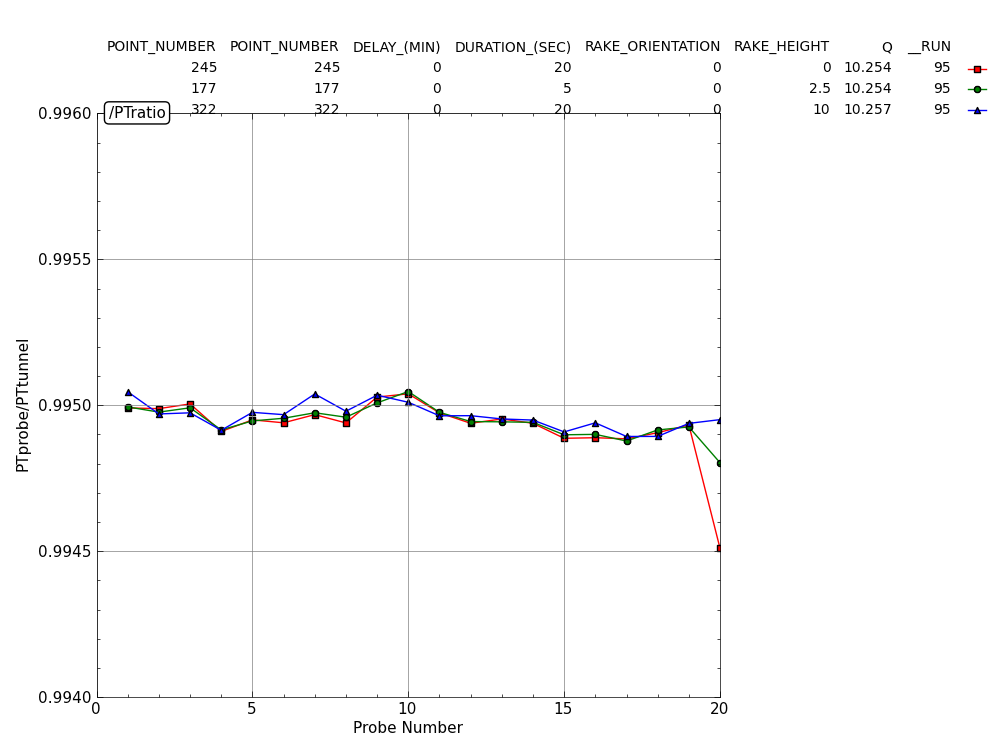 POINT_NUMBER POINT_NUMBER DELAY_(MIN) DURATION_(SEC) RAKE_ORIENTATION RAKE_HEIGHT Q __RUN
245 245 0 20 0 0 10.254 95
177 177 0 5 0 2.5 10.254 95
322 322 0 20 0 10 10.257 95
/PTratio
0.9960
0.9955
0.9950
0.9945
0.9940
PTprobe/PTtunnel
0 5 10 15 20
Probe Number